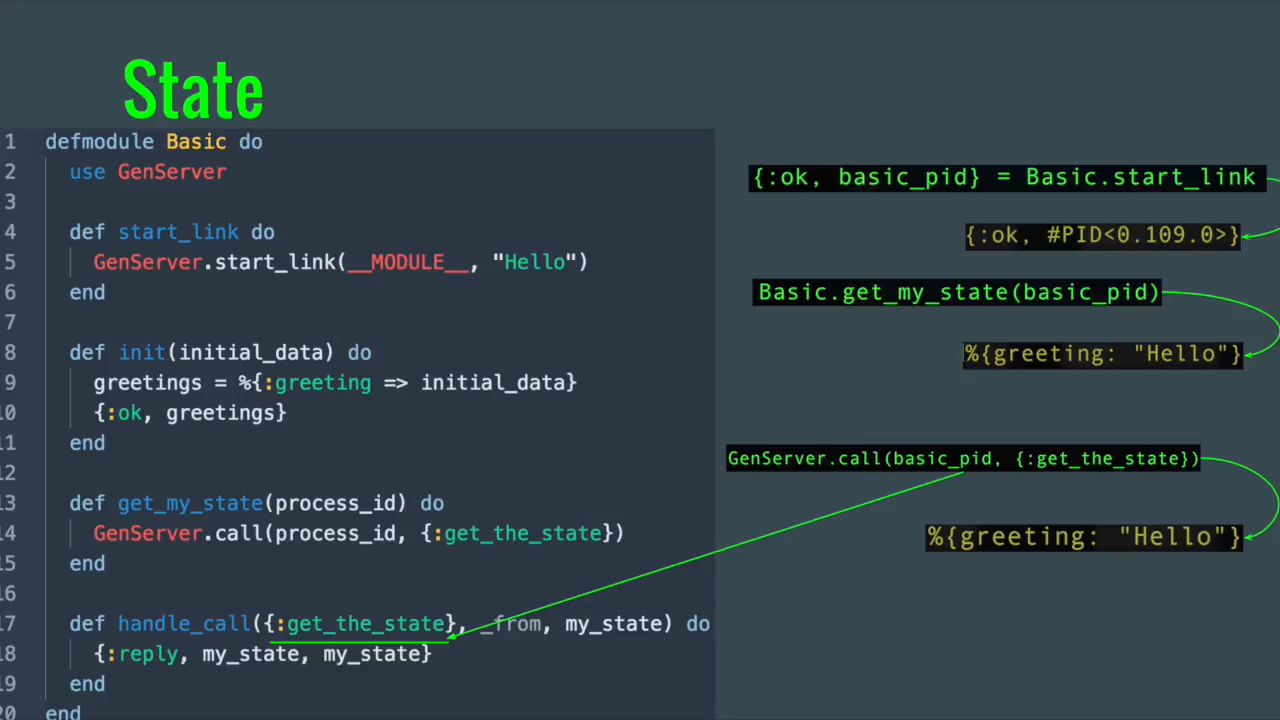 State
1 defmodule Basic do
2 use GenServer
3
4 def start_link do
5 GenServer.start_link(__MODULE__, "Hello")
6 end
7
8 def init(initial_data) do
9 greetings = %{:greeting => initial_data}
10 {:ok, greetings}
11 end
12
13 def get_my_state(process_id) do
14 GenServer.call(process_id, {:get_the_state})
15 end
16
17 def handle_call({:get_the_state}, _from, my_state) do
18 {:reply, my_state, my_state}
19 end
20 end
{:ok, basic_pid} = Basic.start_link
{:ok, #PID<0.109.0>}
Basic.get_my_state(basic_pid)
%{greeting: "Hello"}
GenServer.call(basic_pid, {:get_the_state})
%{greeting: "Hello"}